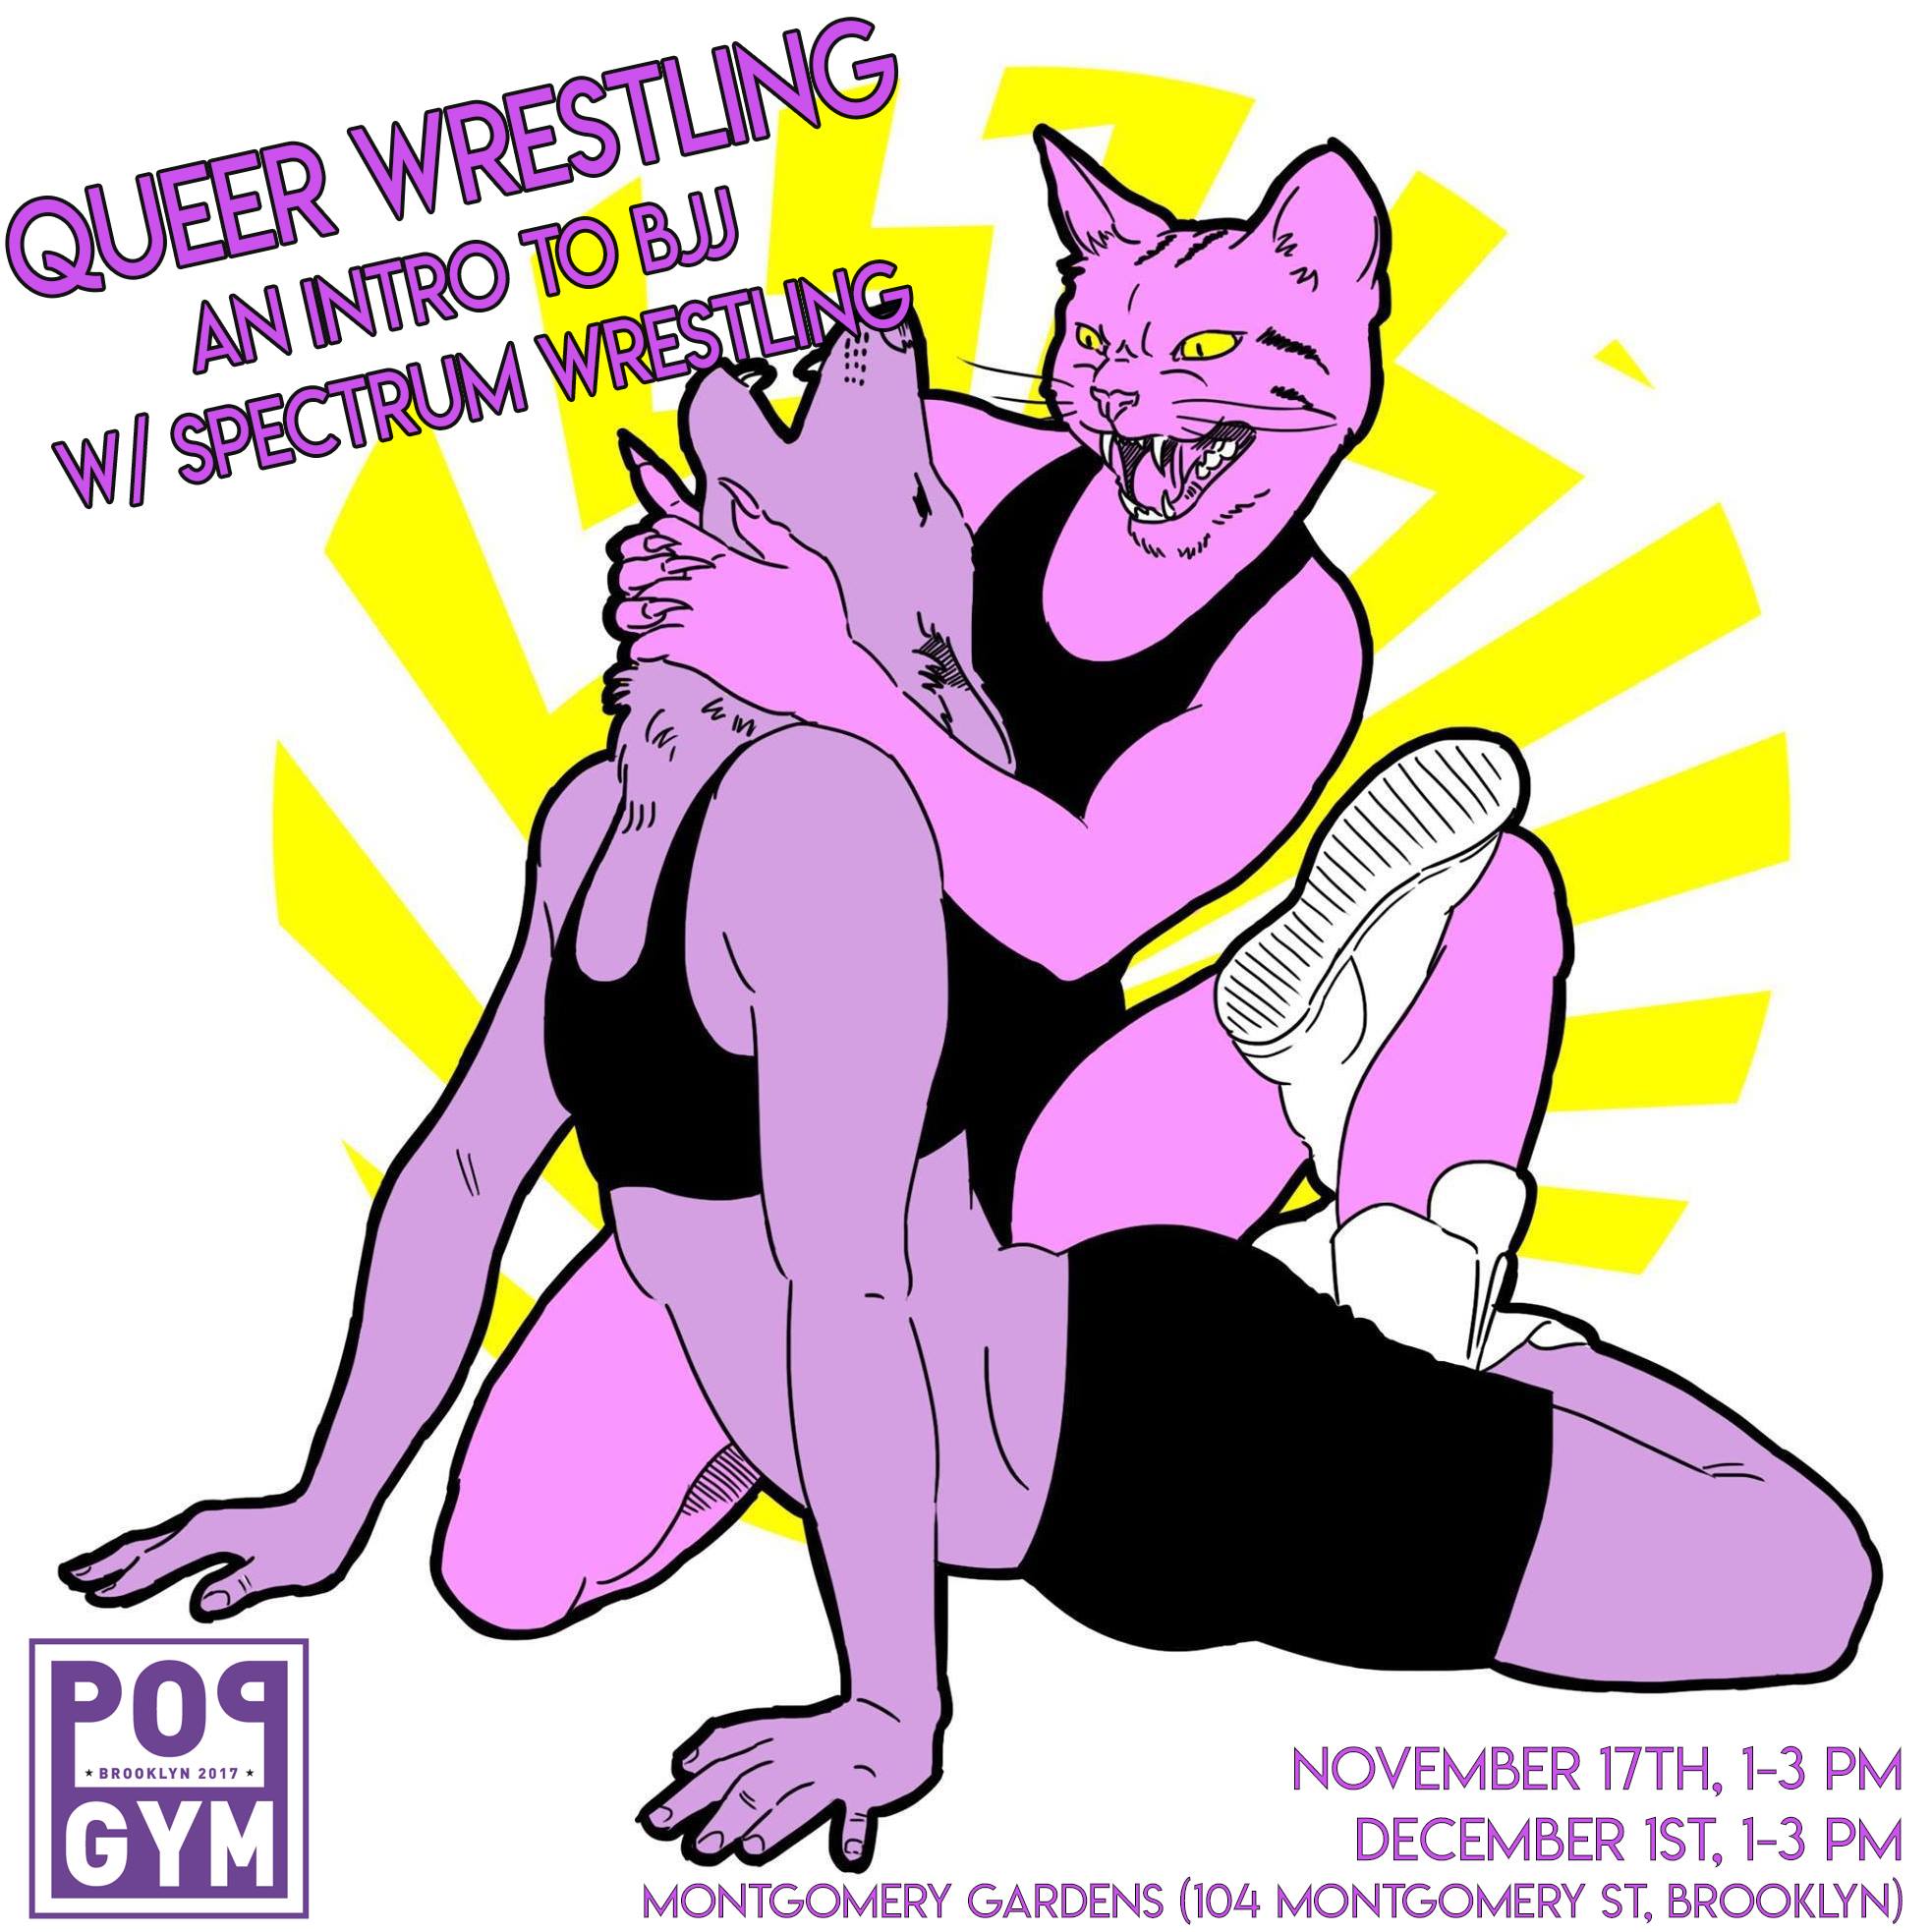 QUEER WRESTLING
AN INTRO TO BJJ
W/ SPECTRUM WRESTLING
POP
★ BROOKLYN 2017 ★
GYM
NOVEMBER 17TH, 1-3 PM
DECEMBER 1ST, 1-3 PM
MONTGOMERY GARDENS (104 MONTGOMERY ST, BROOKLYN)